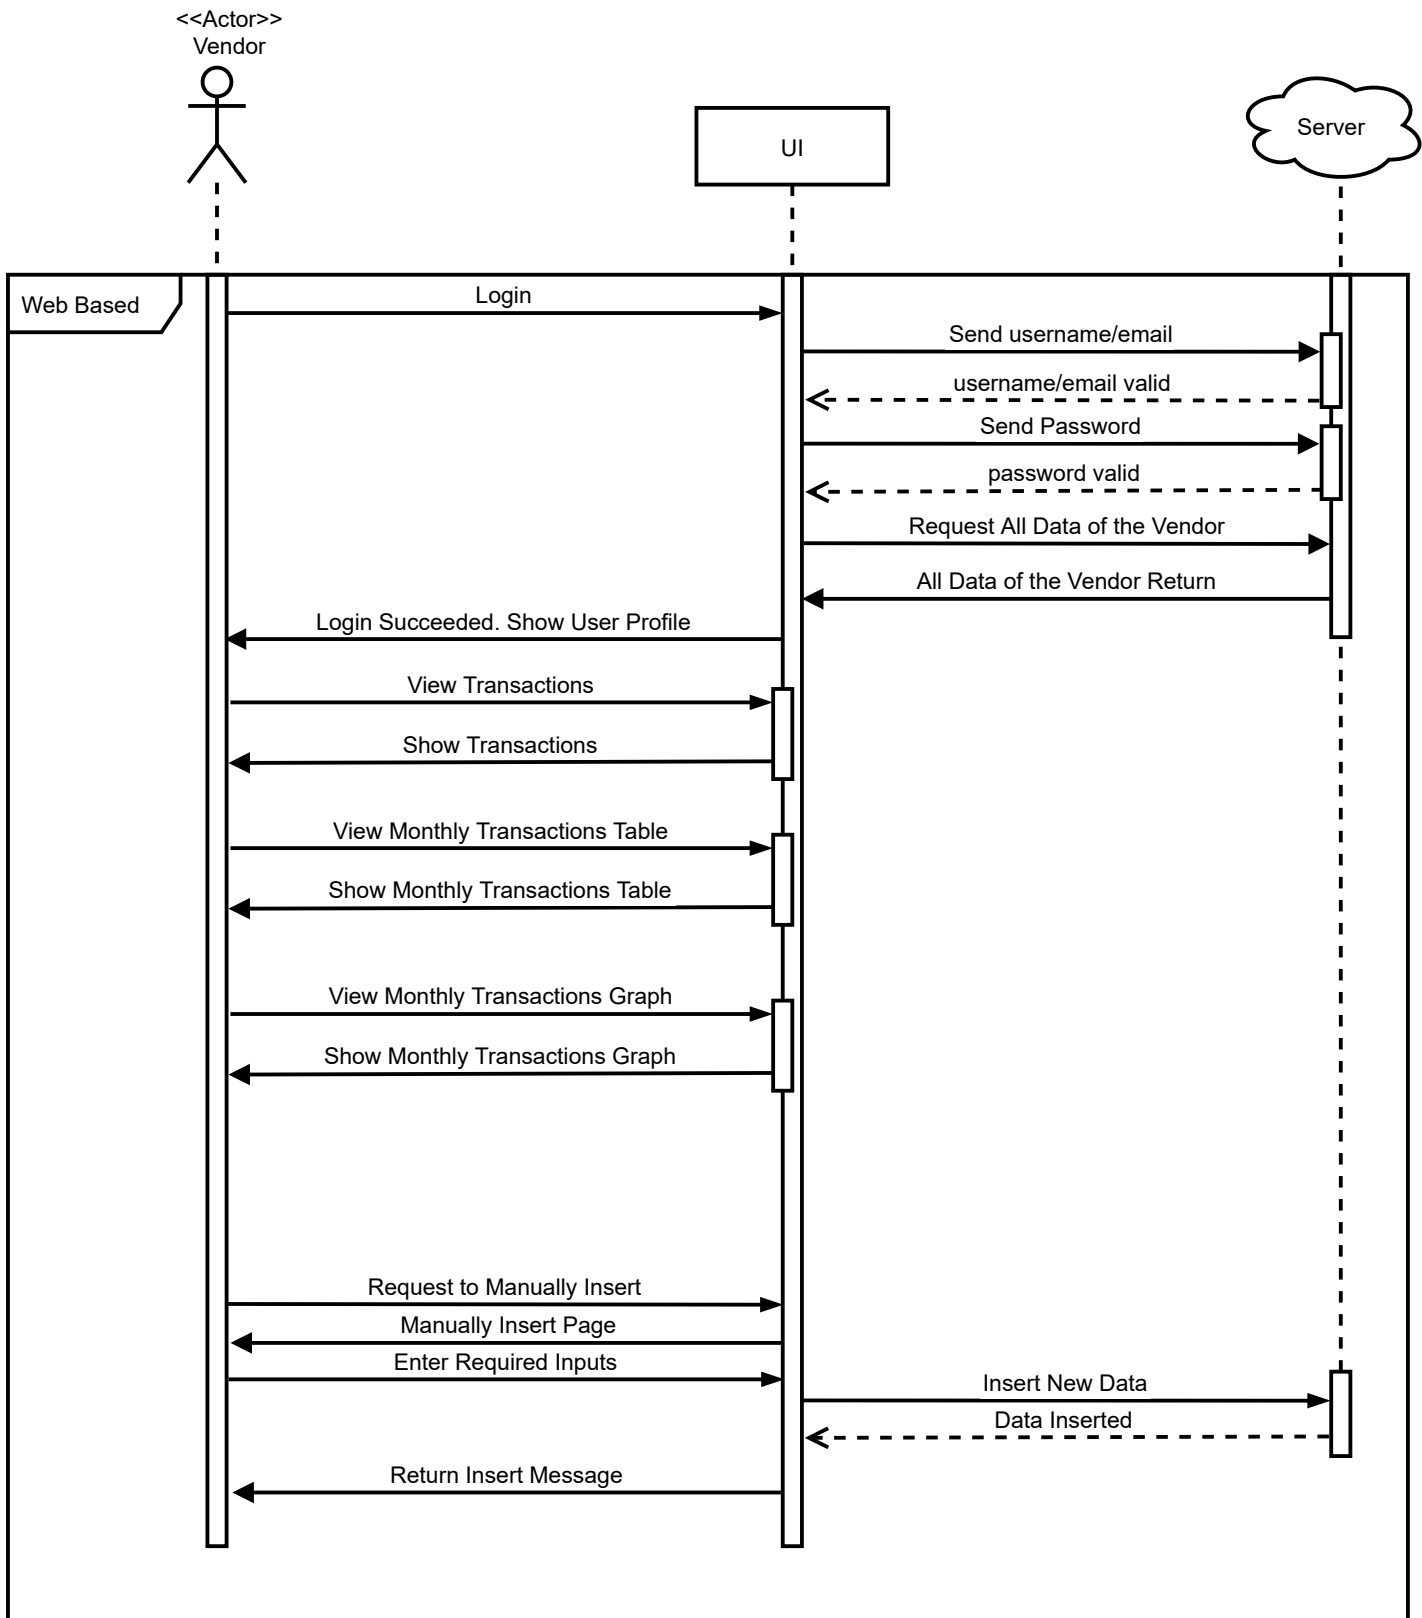 <<Actor>>
Vendor
UI
Server
Web Based
Login
Send username/email
username/email valid
Send Password
password valid
Request All Data of the Vendor
All Data of the Vendor Return
Login Succeeded. Show User Profile
View Transactions
Show Transactions
View Monthly Transactions Table
Show Monthly Transactions Table
View Monthly Transactions Graph
Show Monthly Transactions Graph
Request to Manually Insert
Manually Insert Page
Enter Required Inputs
Insert New Data
Data Inserted
Return Insert Message